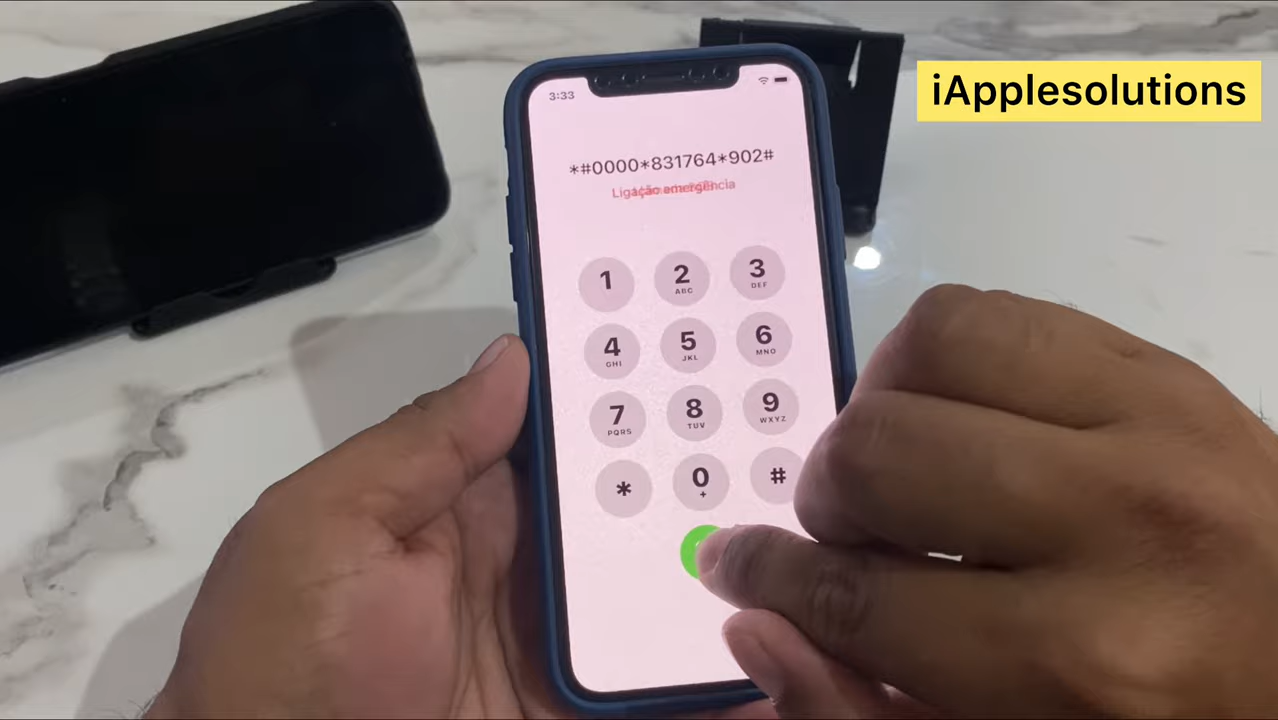 iApplesolutions
3:33
*#0000*831764*902#
Ligação emergência
1
2
ABC
3
DEF
4
GHI
5
JKL
6
MNO
7
PQRS
8
TUV
9
WXYZ
*
0
+
#